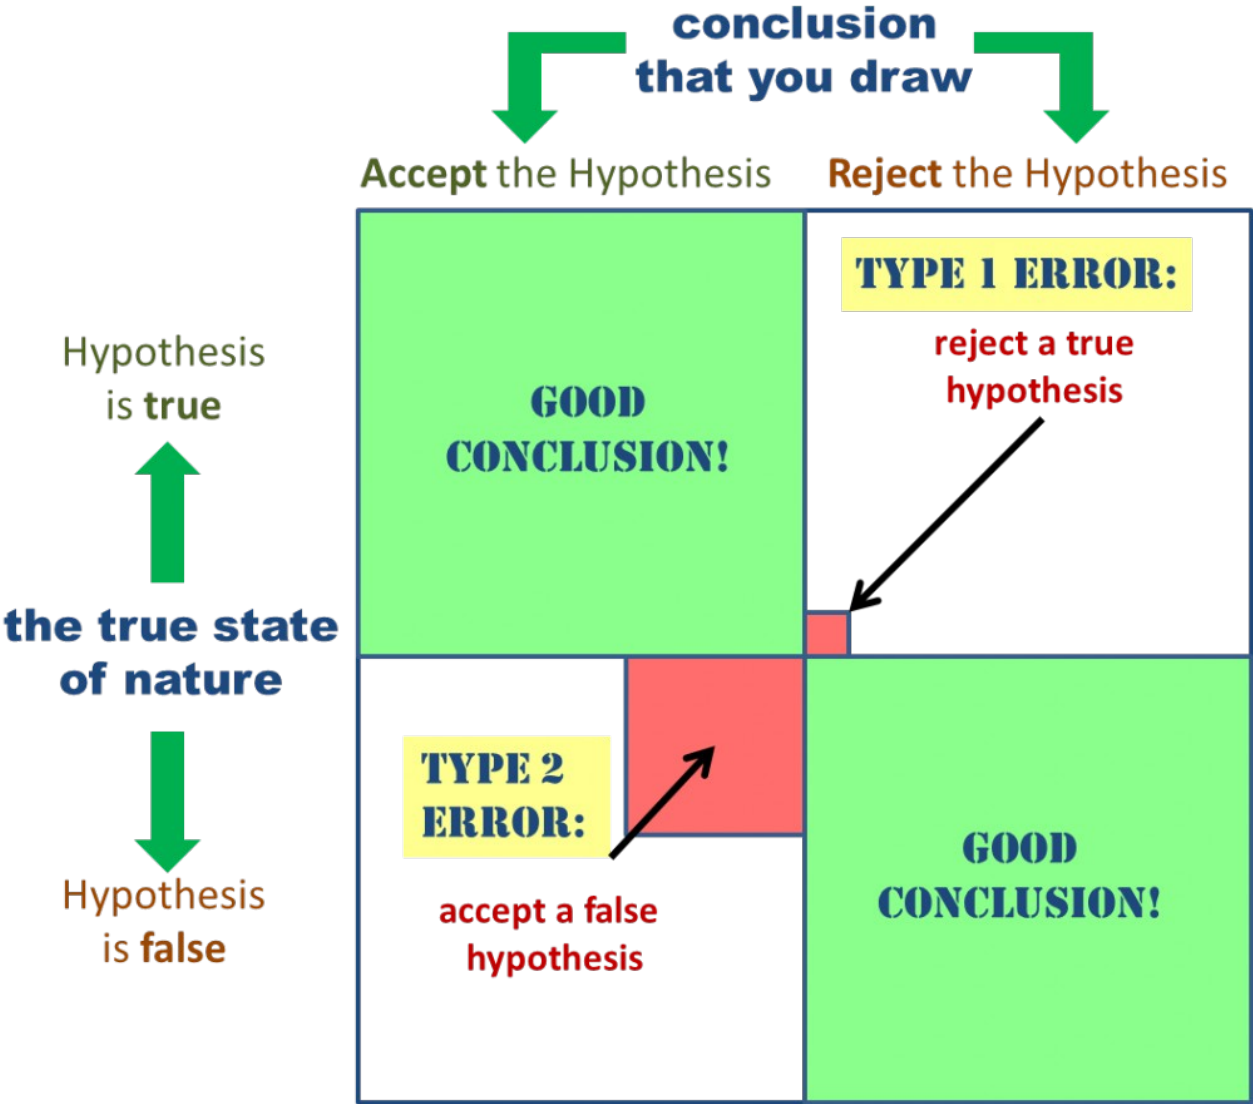 conclusion
that you draw
Accept the Hypothesis
Reject the Hypothesis
TYPE 1 ERROR:
reject a true
hypothesis
Hypothesis
is true
GOOD
CONCLUSION!
the true state
of nature
TYPE 2
ERROR:
accept a false
hypothesis
GOOD
CONCLUSION!
Hypothesis
is false